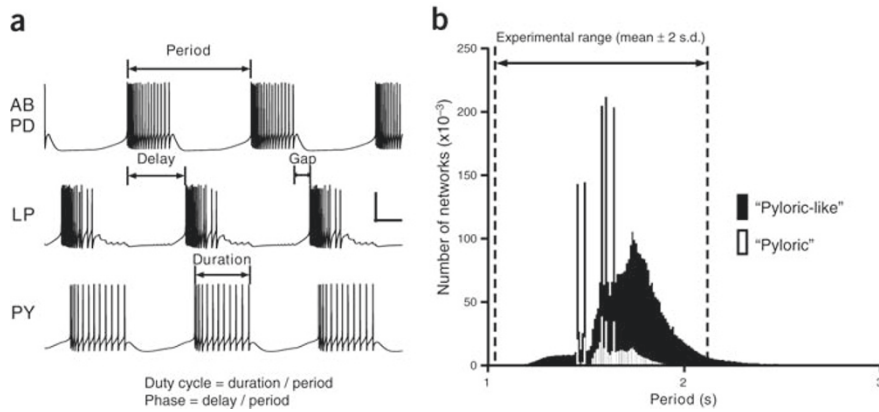 a
Period
AB
PD
Delay
Gap
LP
Duration
PY
Duty cycle = duration / period
Phase = delay / period
b
Experimental range (mean ± 2 s.d.)
250
200
150
100
50
0
Number of networks (x10⁻³)
"Pyloric-like"
"Pyloric"
1
2
3
Period (s)